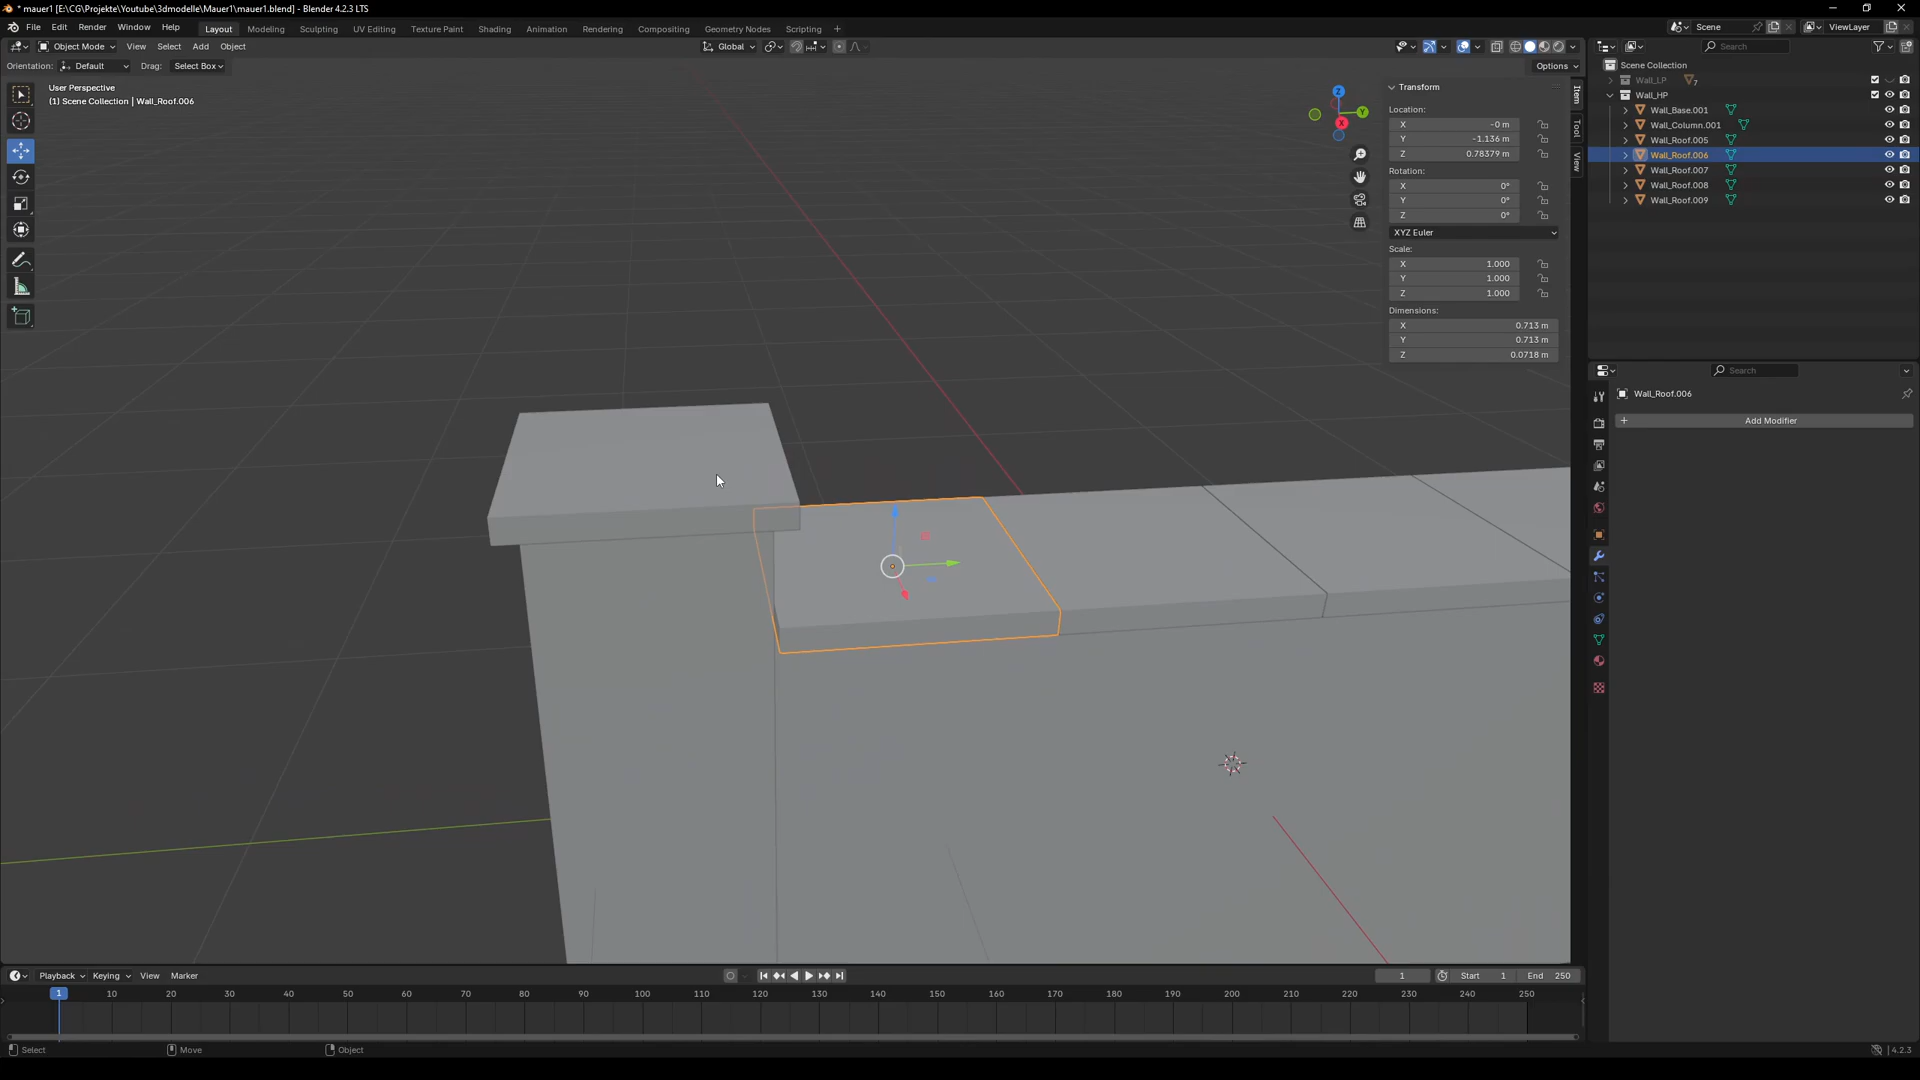 * mauer1 [E:\CG\Projekte\Youtube\3dmodelle\Mauer1\mauer1.blend] - Blender 4.2.3 LTS
File Edit Render Window Help Layout Modeling Sculpting UV Editing Texture Paint Shading Animation Rendering Compositing Geometry Nodes Scripting + Scene ViewLayer
Object Mode View Select Add Object Global Search
Orientation: Default Drag: Select Box Options
Scene Collection
User Perspective
(1) Scene Collection | Wall_Roof.006
Transform
Location:
X -0 m
Y -1.136 m
Z 0.78379 m
Rotation:
X 0°
Y 0°
Z 0°
XYZ Euler
Scale:
X 1.000
Y 1.000
Z 1.000
Dimensions:
X 0.713 m
Y 0.713 m
Z 0.0718 m
Item
Tool
View
X
Y
Z
Wall_LP 7
Wall_HP
Wall_Base.001
Wall_Column.001
Wall_Roof.005
Wall_Roof.006
Wall_Roof.007
Wall_Roof.008
Wall_Roof.009
Search
Wall_Roof.006
+ Add Modifier
Playback Keying View Marker 1 Start 1 End 250
1 10 20 30 40 50 60 70 80 90 100 110 120 130 140 150 160 170 180 190 200 210 220 230 240 250
Select Move Object 4.2.3